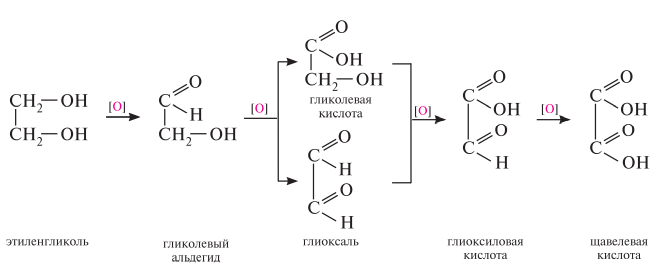 CH₂—OH
CH₂—OH
[O]
C O
H
CH₂—OH
[O]
C O
OH
CH₂—OH
гликолевая
кислота
C O
H
C O
H
[O]
C O
OH
C O
H
[O]
C O
OH
C O
OH
этиленгликоль
гликолевый
альдегид
глиоксаль
глиоксиловая
кислота
щавелевая
кислота